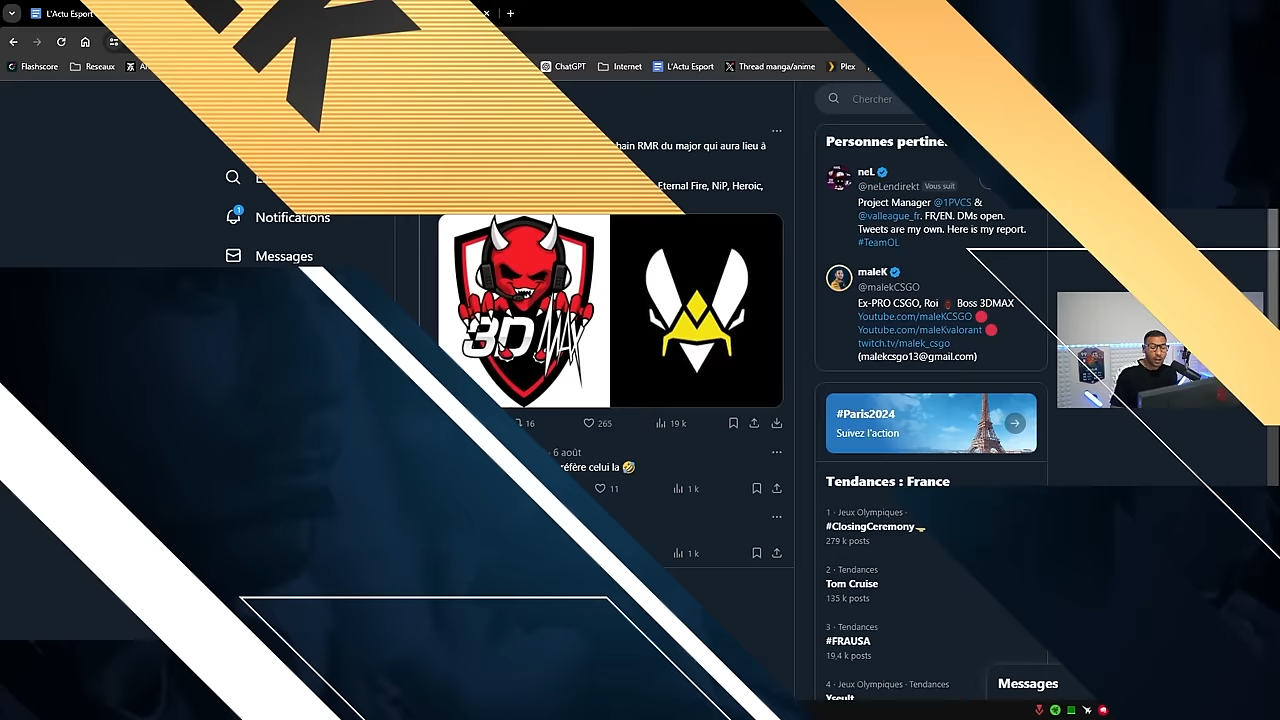 L'Actu Esport
Flashscore
Reseaux
ChatGPT
Internet
L'Actu Esport
Thread manga/anime
Plex
Chercher
RMR du major qui aura lieu à
Eternal Fire, NiP, Heroic,
Notifications
Messages
3DMAX
16
265
19 k
6 août
celui la 🤣
11
1 k
1 k
Personnes
neL
@neLendirekt Vous suit
Project Manager @1PVCS &
@valleague_fr. FR/EN. DMs open.
Tweets are my own. Here is my report.
#TeamOL
maleK
@malekCSGO
Ex-PRO CSGO, Roi Boss 3DMAX
Youtube.com/maleKCSGO 🔴
Youtube.com/maleKvalorant 🔴
twitch.tv/malek_csgo
(malekcsgo13@gmail.com)
#Paris2024
Suivez l'action
Tendances : France
1 · Jeux Olympiques ·
#ClosingCeremony
279 k posts
2 · Tendances
Tom Cruise
135 k posts
3 · Tendances
#FRAUSA
19,4 k posts
4 · Jeux Olympiques · Tendances
Yseult
Messages